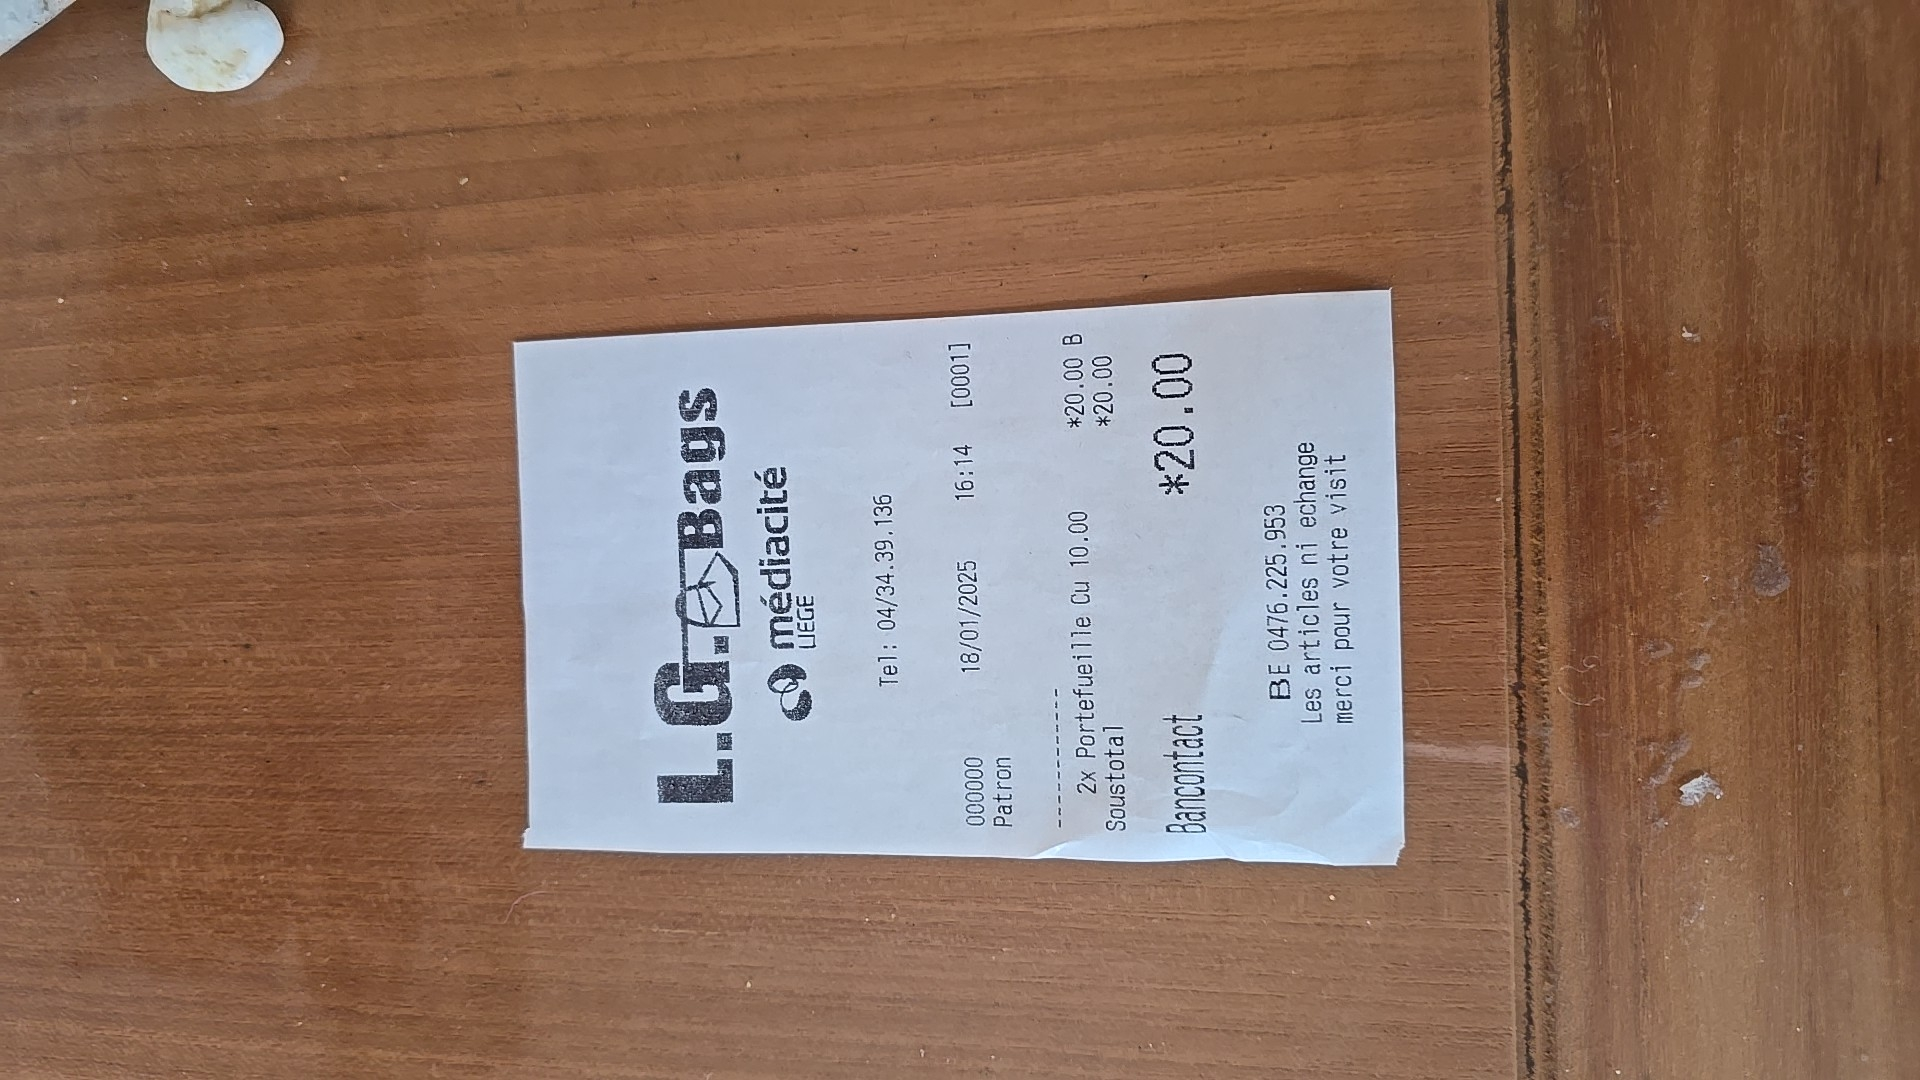 L.G. Bags
médiacité
LIEGE
Tel: 04/34.39.136
000000 18/01/2025 16:14 [0001]
Patron
---------------
2x Portefueille Cu 10.00 *20.00 B
Soustotal *20.00
Bancontact *20.00
BE 0476.225.953
Les articles ni echange
merci pour votre visit